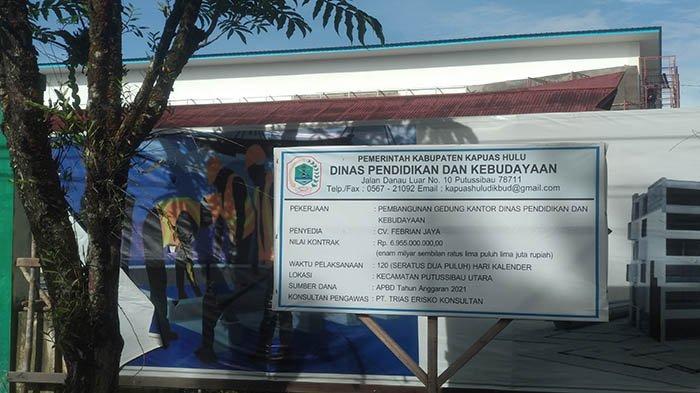 PEMERINTAH KABUPATEN KAPUAS HULU
DINAS PENDIDIKAN DAN KEBUDAYAAN
Jalan Danau Luar No. 10 Putussibau 78711
Telp./Fax : 0567 - 21092 Email : kapuashuludikbud@gmail.com
PEKERJAAN : PEMBANGUNAN GEDUNG KANTOR DINAS PENDIDIKAN DAN
KEBUDAYAAN
PENYEDIA : CV. FEBRIAN JAYA
NILAI KONTRAK : Rp. 6.955.000.000,00
(enam milyar sembilan ratus lima puluh lima juta rupiah)
WAKTU PELAKSANAAN : 120 (SERATUS DUA PULUH) HARI KALENDER
LOKASI : KECAMATAN PUTUSSIBAU UTARA
SUMBER DANA : APBD Tahun Anggaran 2021
KONSULTAN PENGAWAS : PT. TRIAS ERISKO KONSULTAN